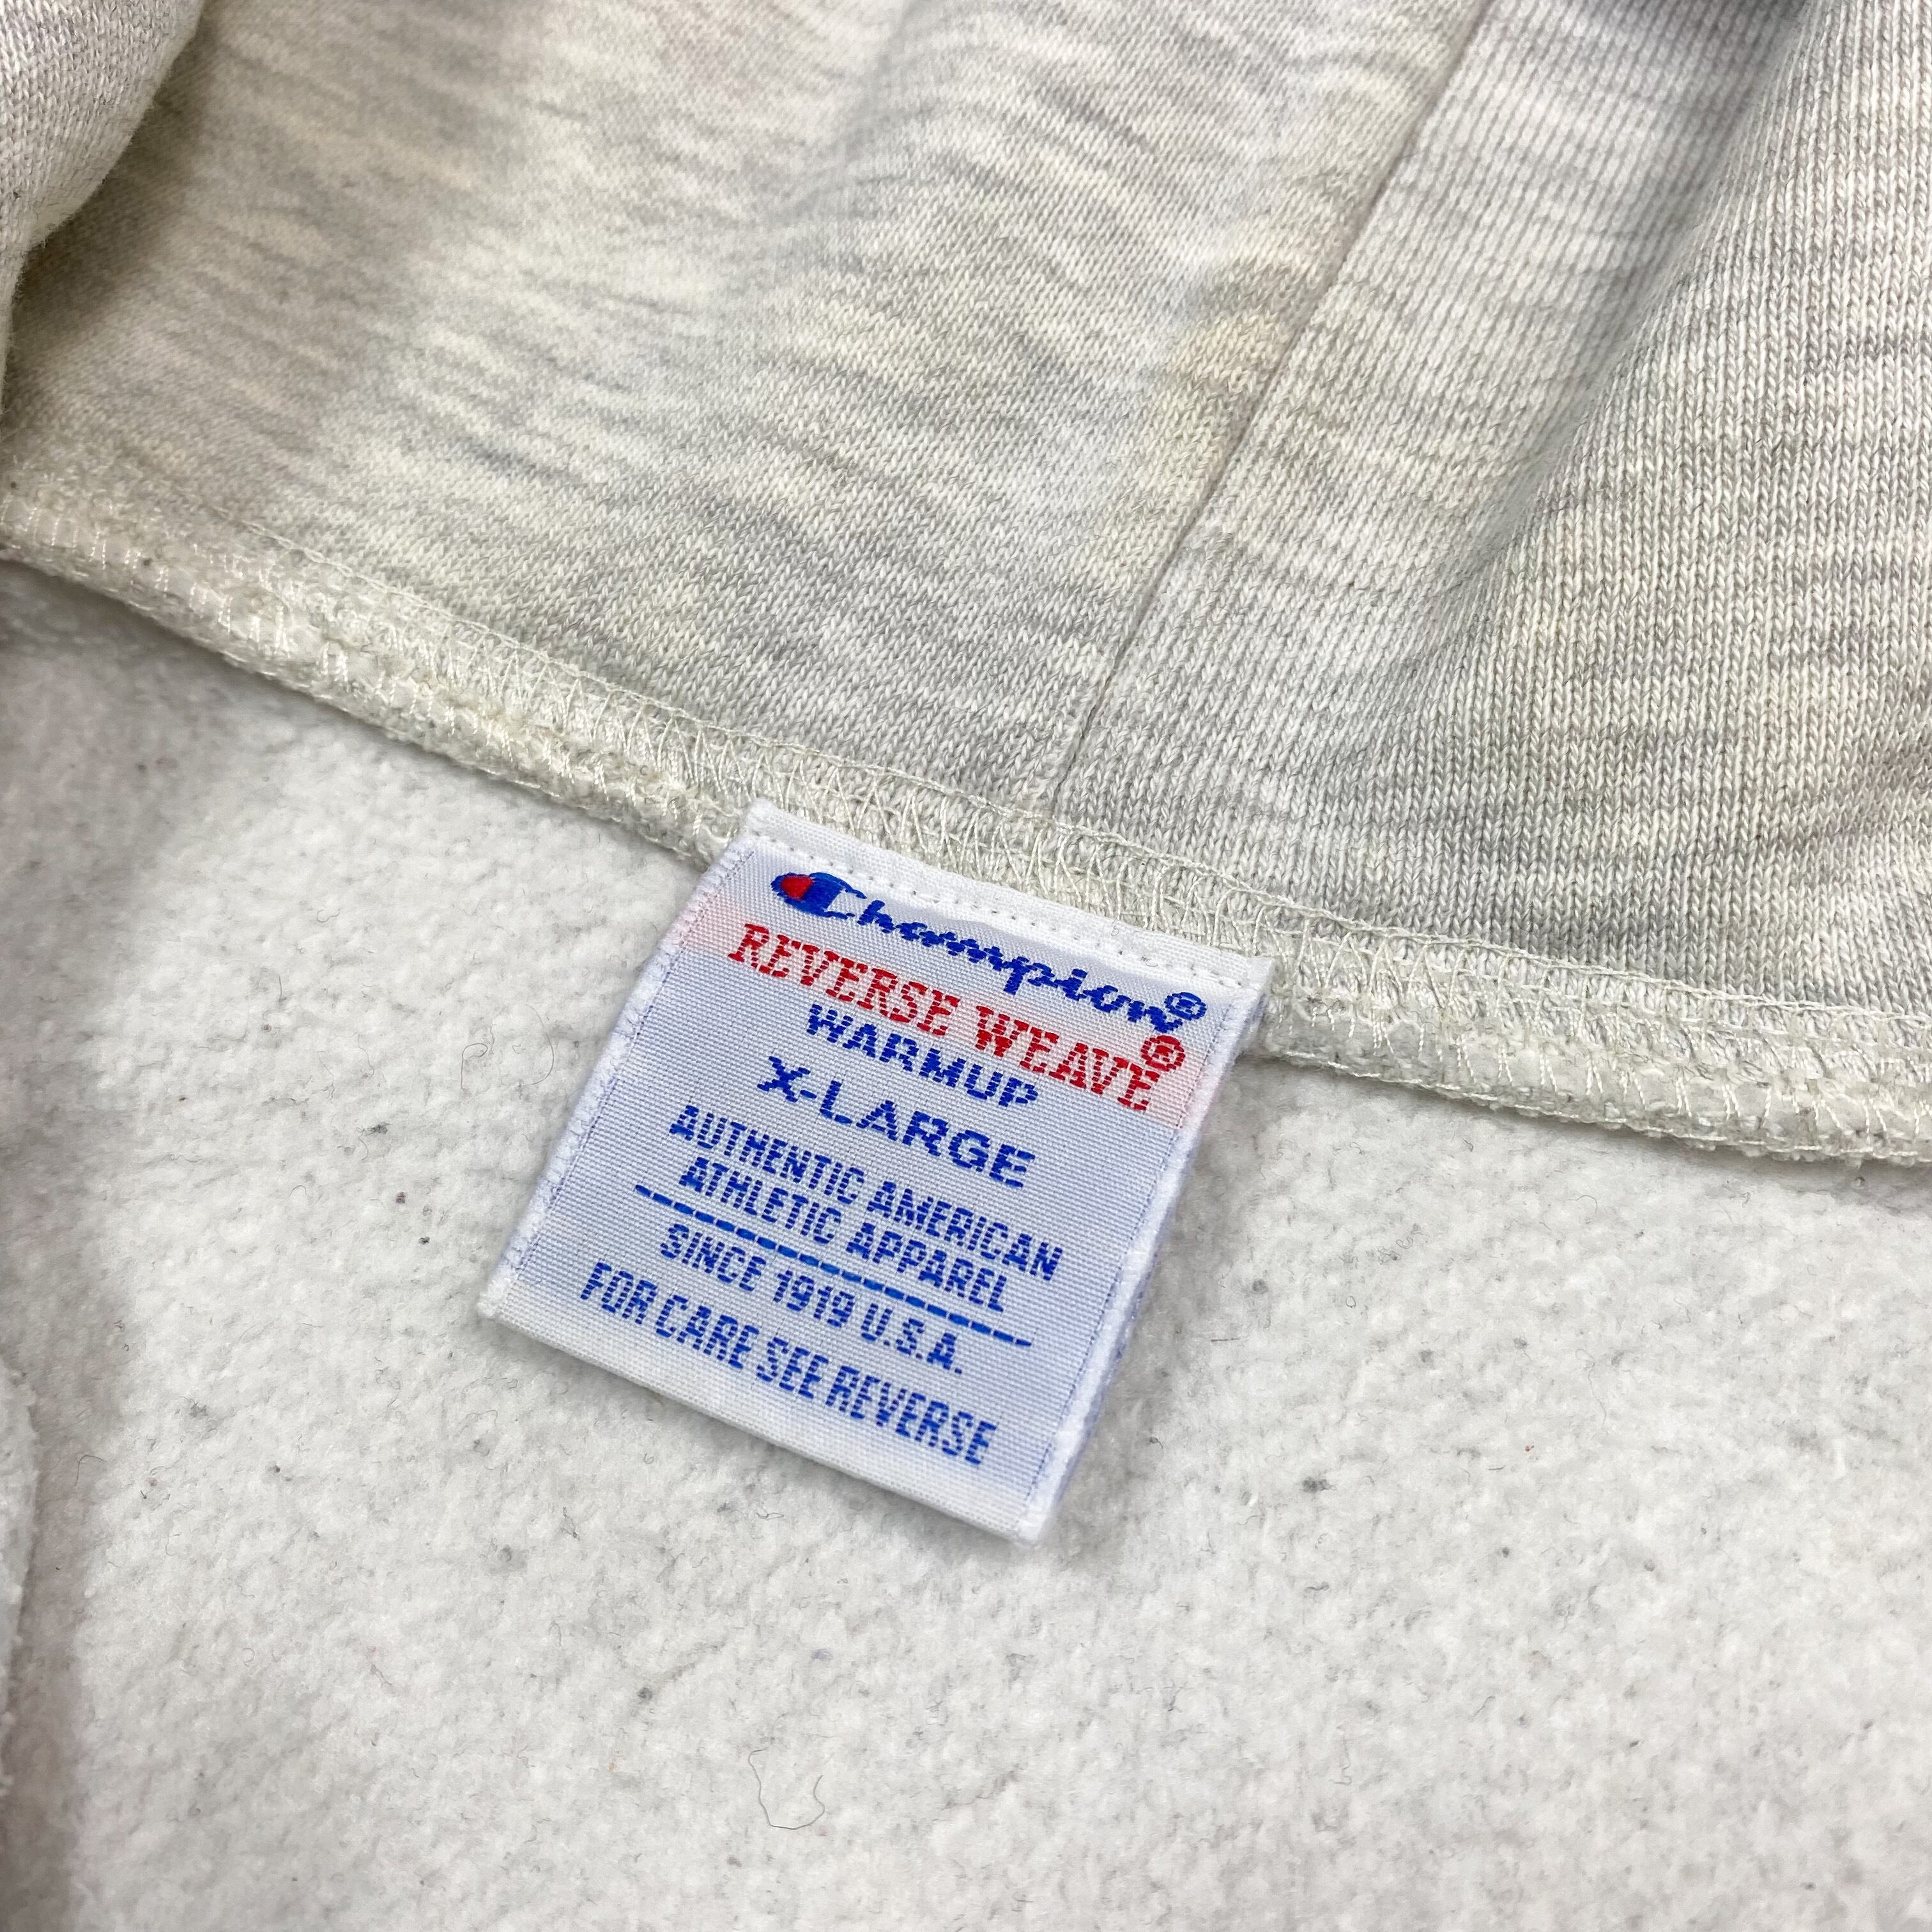 Champion®
REVERSE WEAVE®
WARMUP
X-LARGE
AUTHENTIC AMERICAN
ATHLETIC APPAREL
SINCE 1919 U.S.A.
FOR CARE SEE REVERSE